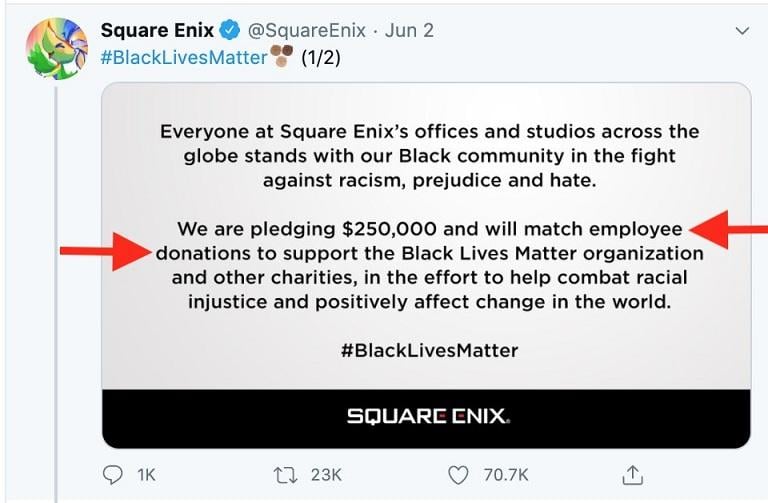 Square Enix @SquareEnix · Jun 2
#BlackLivesMatter (1/2)
Everyone at Square Enix's offices and studios across the
globe stands with our Black community in the fight
against racism, prejudice and hate.
We are pledging $250,000 and will match employee
donations to support the Black Lives Matter organization
and other charities, in the effort to help combat racial
injustice and positively affect change in the world.
#BlackLivesMatter
SQUARE ENIX.
1K 23K 70.7K